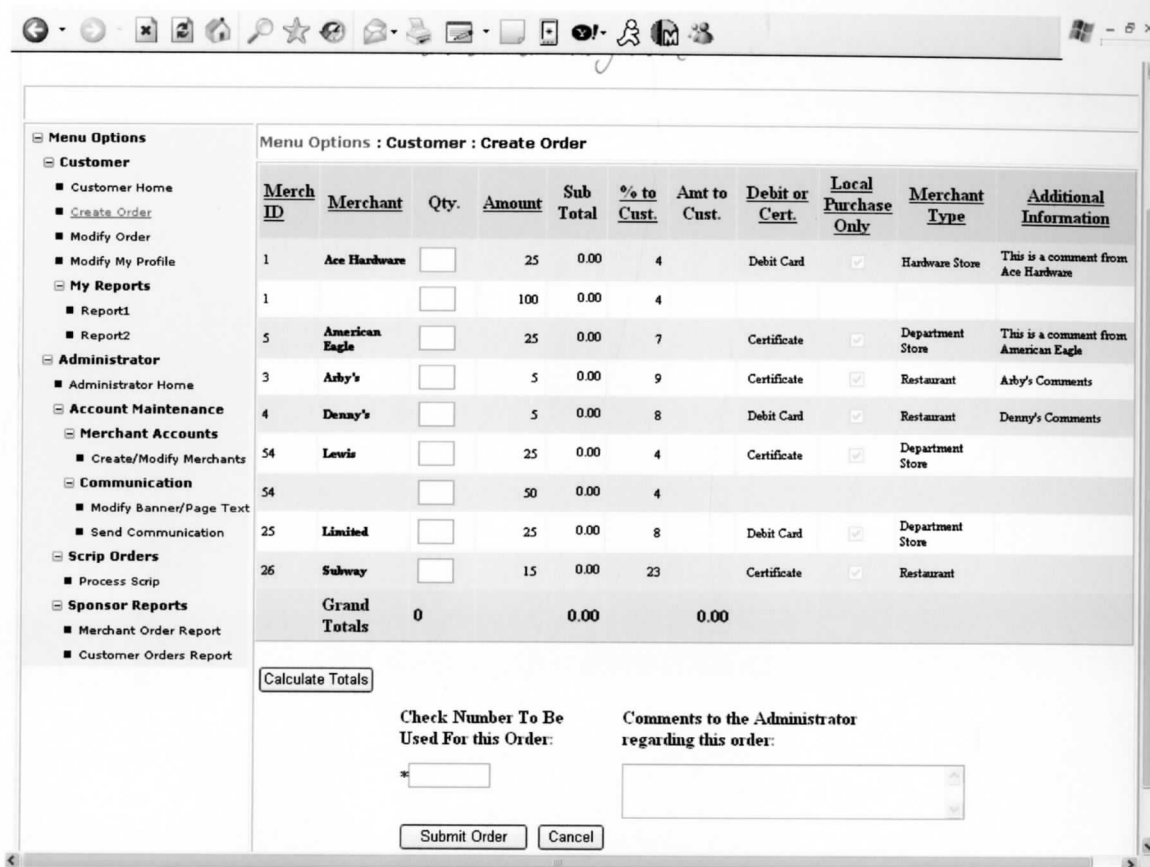 Menu Options
Customer
Customer Home
Create Order
Modify Order
Modify My Profile
My Reports
Report1
Report2
Administrator
Administrator Home
Account Maintenance
Merchant Accounts
Create/Modify Merchants
Communication
Modify Banner/Page Text
Send Communication
Scrip Orders
Process Scrip
Sponsor Reports
Merchant Order Report
Customer Orders Report
Menu Options : Customer : Create Order
Merch ID Merchant Qty. Amount Sub Total % to Cust. Amt to Cust. Debit or Cert. Local Purchase Only Merchant Type Additional Information
1 Ace Hardware 25 0.00 4 Debit Card Hardware Store This is a comment from Ace Hardware
1 100 0.00 4
5 American Eagle 25 0.00 7 Certificate Department Store This is a comment from American Eagle
3 Arby's 5 0.00 9 Certificate Restaurant Arby's Comments
4 Denny's 5 0.00 8 Debit Card Restaurant Denny's Comments
54 Lewis 25 0.00 4 Certificate Department Store
54 50 0.00 4
25 Limited 25 0.00 8 Debit Card Department Store
26 Subway 15 0.00 23 Certificate Restaurant
Grand Totals 0 0.00 0.00
Calculate Totals
Check Number To Be
Used For this Order:
*
Comments to the Administrator
regarding this order:
Submit Order Cancel